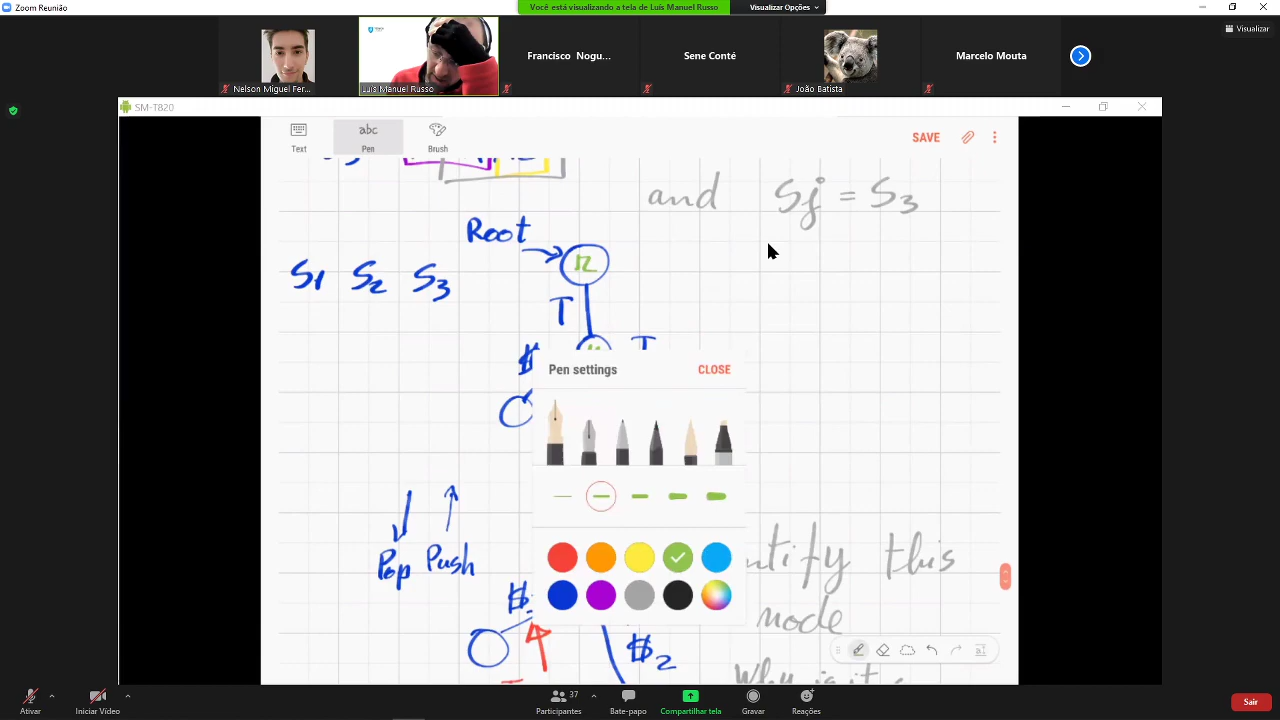 Zoom Reunião
Você está visualizando a tela de Luís Manuel Russo
Visualizar Opções
Visualizar
Francisco Nogu...
Sene Conté
Marcelo Mouta
Nelson Miguel Fer...
Luís Manuel Russo
João Batista
SM-T820
abc
Text
Pen
Brush
SAVE
and Sj = S3
Root
S1 S2 S3
R
T
$
T
Pen settings
CLOSE
Pop Push
ntify this
node
$
$2
Why is it
37
Ativar
Iniciar Vídeo
Participantes
Bate-papo
Compartilhar tela
Gravar
Reações
Sair